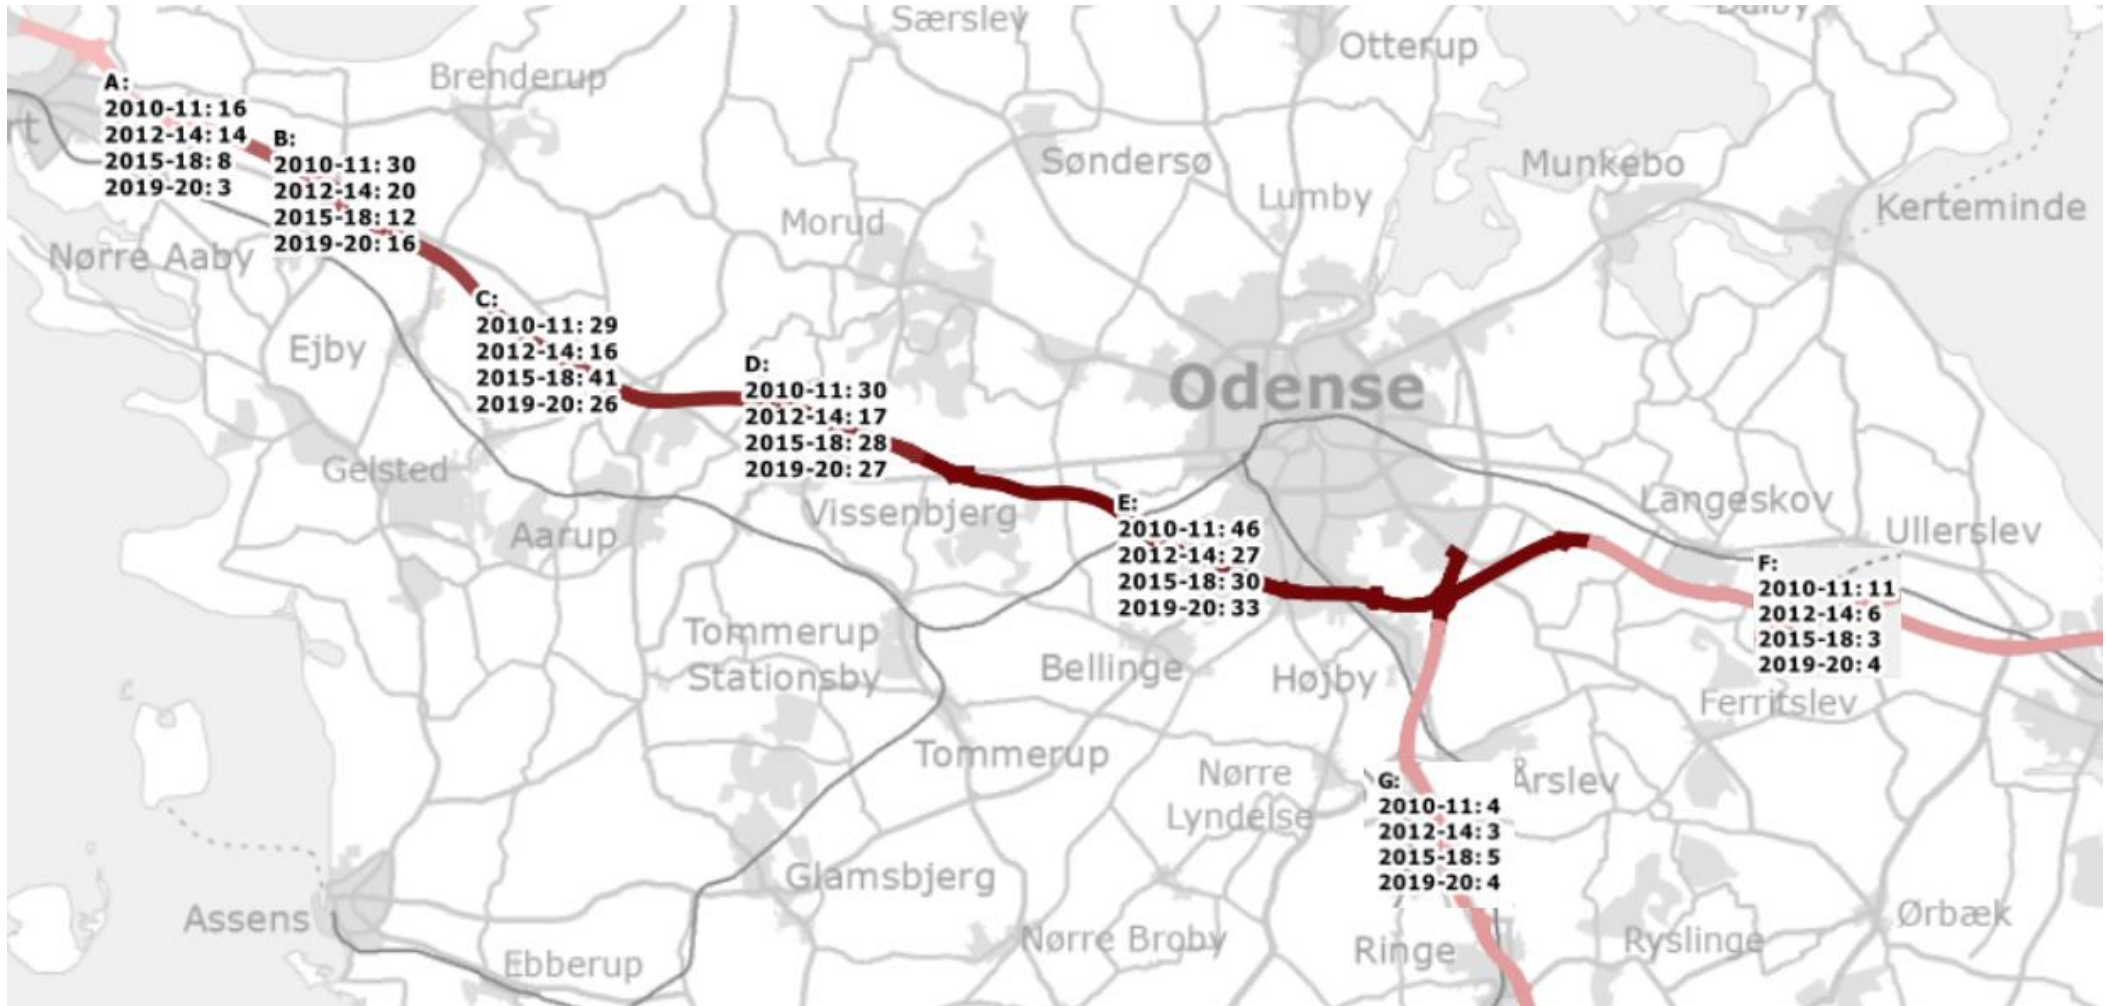 Særslev
Dalby
Otterup
Brenderup
A:
2010-11: 16
2012-14: 14
2015-18: 8
2019-20: 3
rt
B:
2010-11: 30
2012-14: 20
2015-18: 12
2019-20: 16
Søndersø
Munkebo
Lumby
Kerteminde
Morud
Nørre Aaby
C:
2010-11: 29
2012-14: 16
2015-18: 41
2019-20: 26
Ejby
D:
2010-11: 30
2012-14: 17
2015-18: 28
2019-20: 27
Odense
Gelsted
Vissenbjerg
Aarup
E:
2010-11: 46
2012-14: 27
2015-18: 30
2019-20: 33
Langeskov
Ullerslev
F:
2010-11: 11
2012-14: 6
2015-18: 3
2019-20: 4
Tommerup
Stationsby
Bellinge
Højby
Ferritslev
Tommerup
Nørre
Lyndelse
G:
2010-11: 4
2012-14: 3
2015-18: 5
2019-20: 4
Årslev
Glamsbjerg
Assens
Ebberup
Nørre Broby
Ringe
Ryslinge
Ørbæk